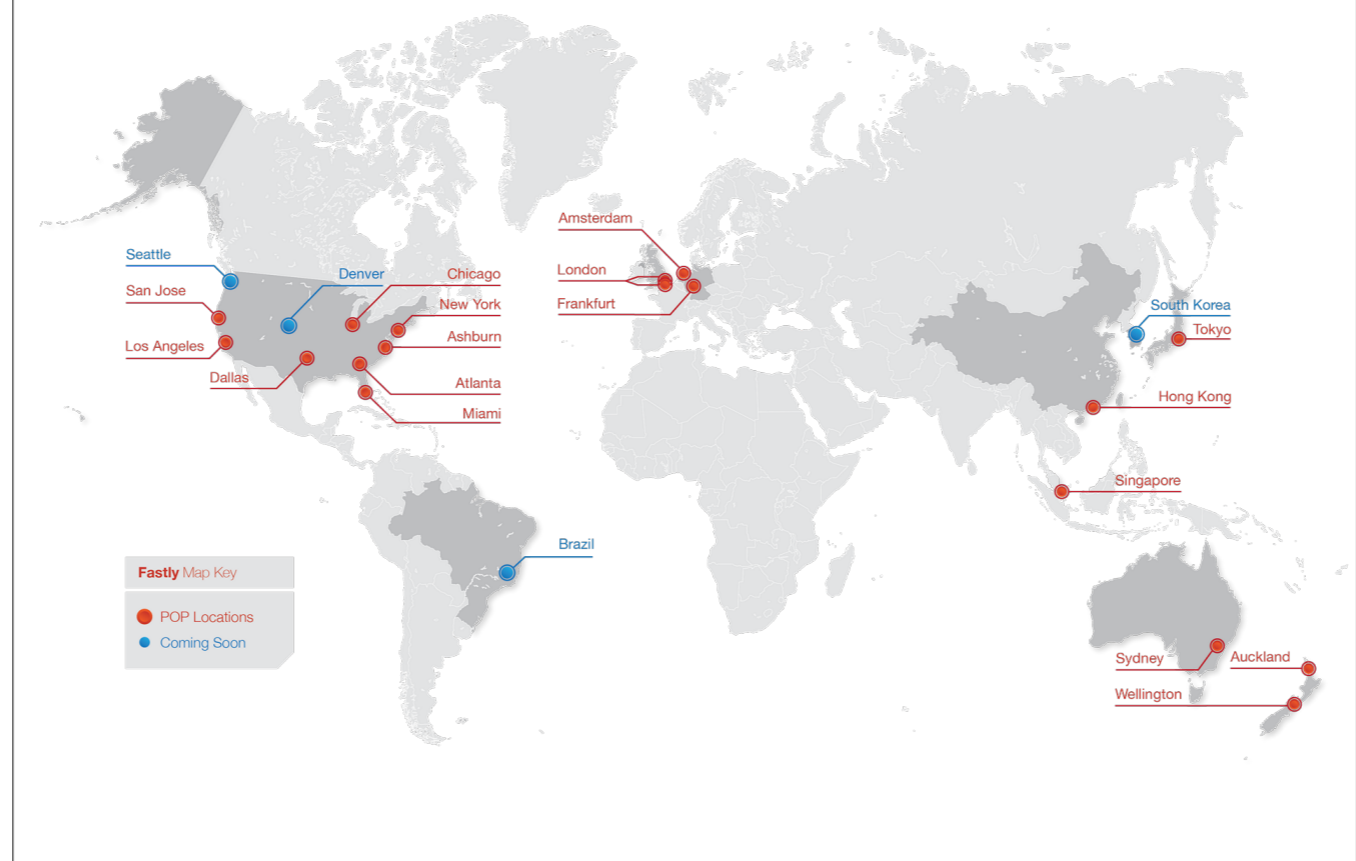 Amsterdam
Seattle
London
Denver
Chicago
San Jose
Frankfurt
New York
South Korea
Tokyo
Ashburn
Los Angeles
Dallas
Atlanta
Hong Kong
Miami
Singapore
Brazil
Fastly Map Key
POP Locations
Coming Soon
Sydney
Auckland
Wellington